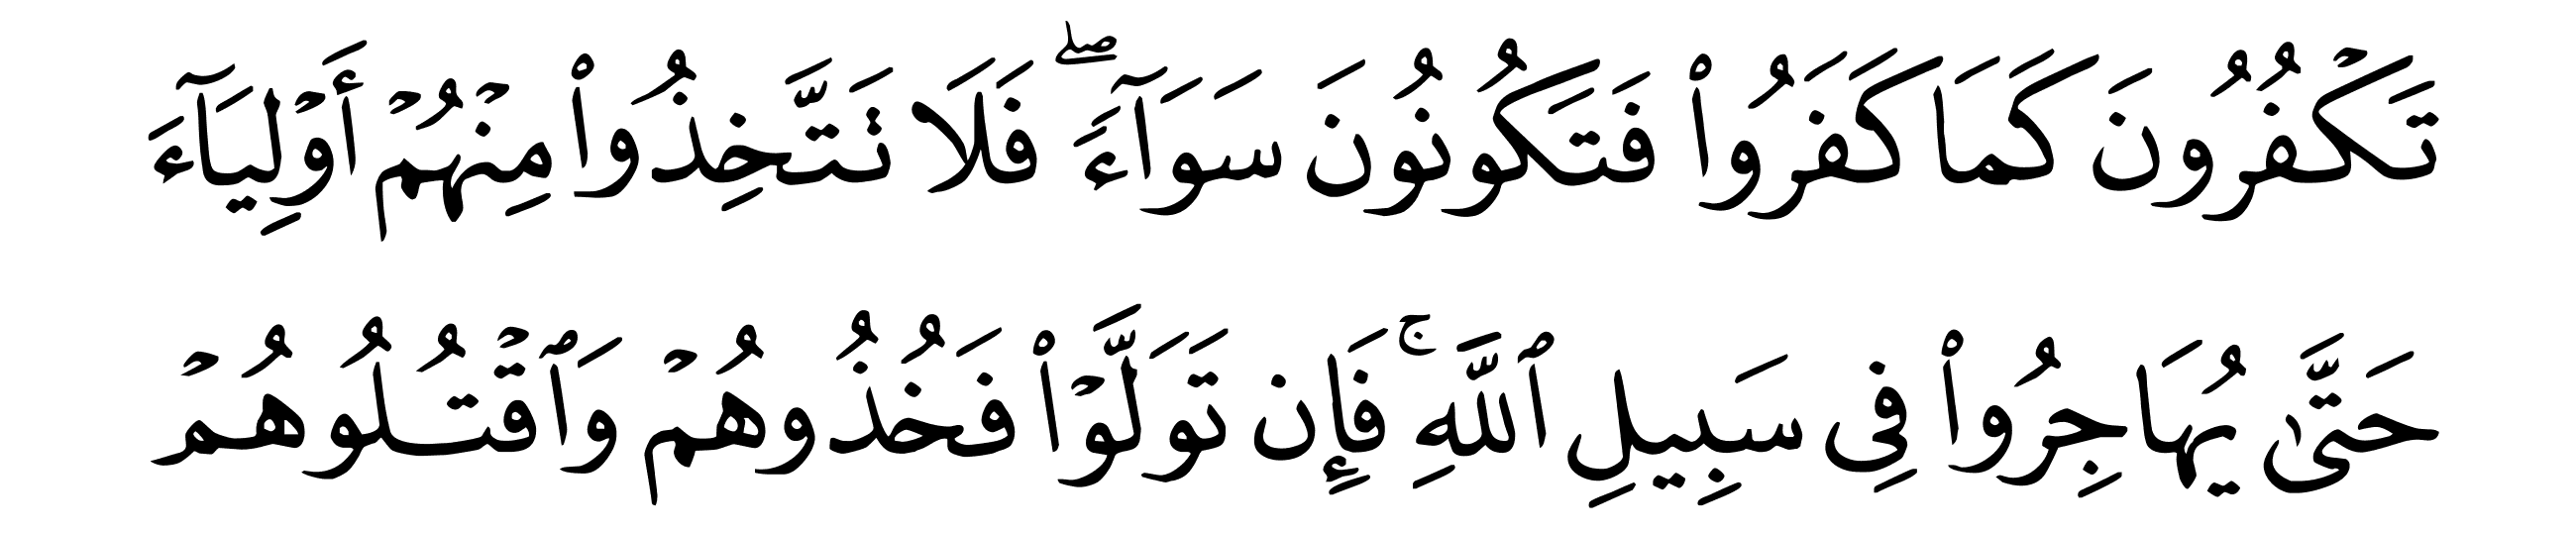 تَكْفُرُونَ كَمَا كَفَرُوا۟ فَتَكُونُونَ سَوَآءًۖ فَلَا تَتَّخِذُوا۟ مِنْهُمْ أَوْلِيَآءَ
حَتَّىٰ يُهَاجِرُوا۟ فِى سَبِيلِ ٱللَّهِۚ فَإِن تَوَلَّوْا۟ فَخُذُوهُمْ وَٱقْتُلُوهُمْ